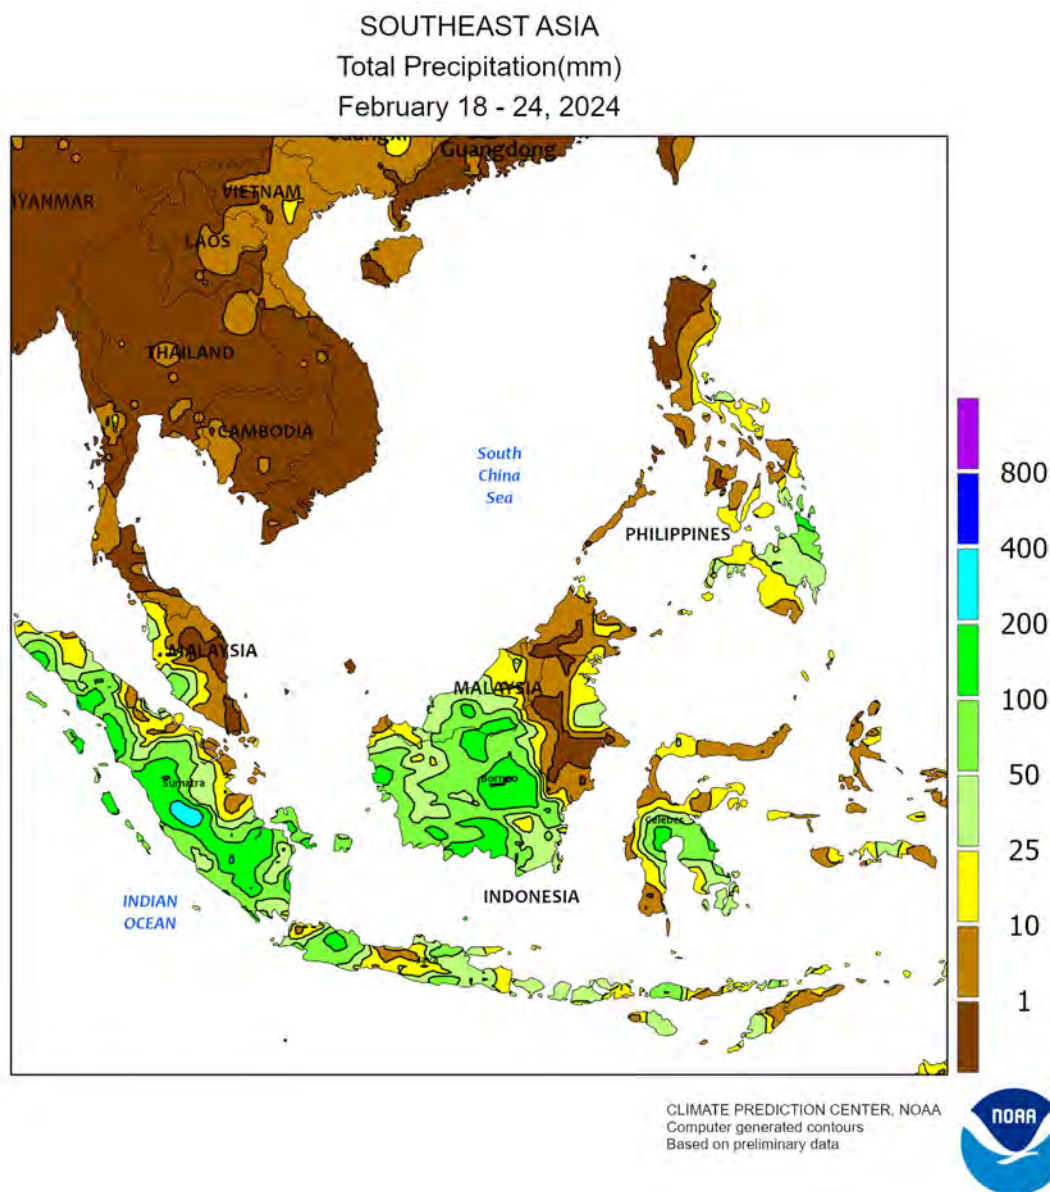 SOUTHEAST ASIA
Total Precipitation(mm)
February 18 - 24, 2024
Guangxi
Guangdong
YANMAR
VIETNAM
LAOS
THAILAND
CAMBODIA
South
China
Sea
PHILIPPINES
MALAYSIA
MALAYSIA
Sumatra
Borneo
Celebes
INDONESIA
INDIAN
OCEAN
800
400
200
100
50
25
10
1
CLIMATE PREDICTION CENTER, NOAA
Computer generated contours
Based on preliminary data
NOAA